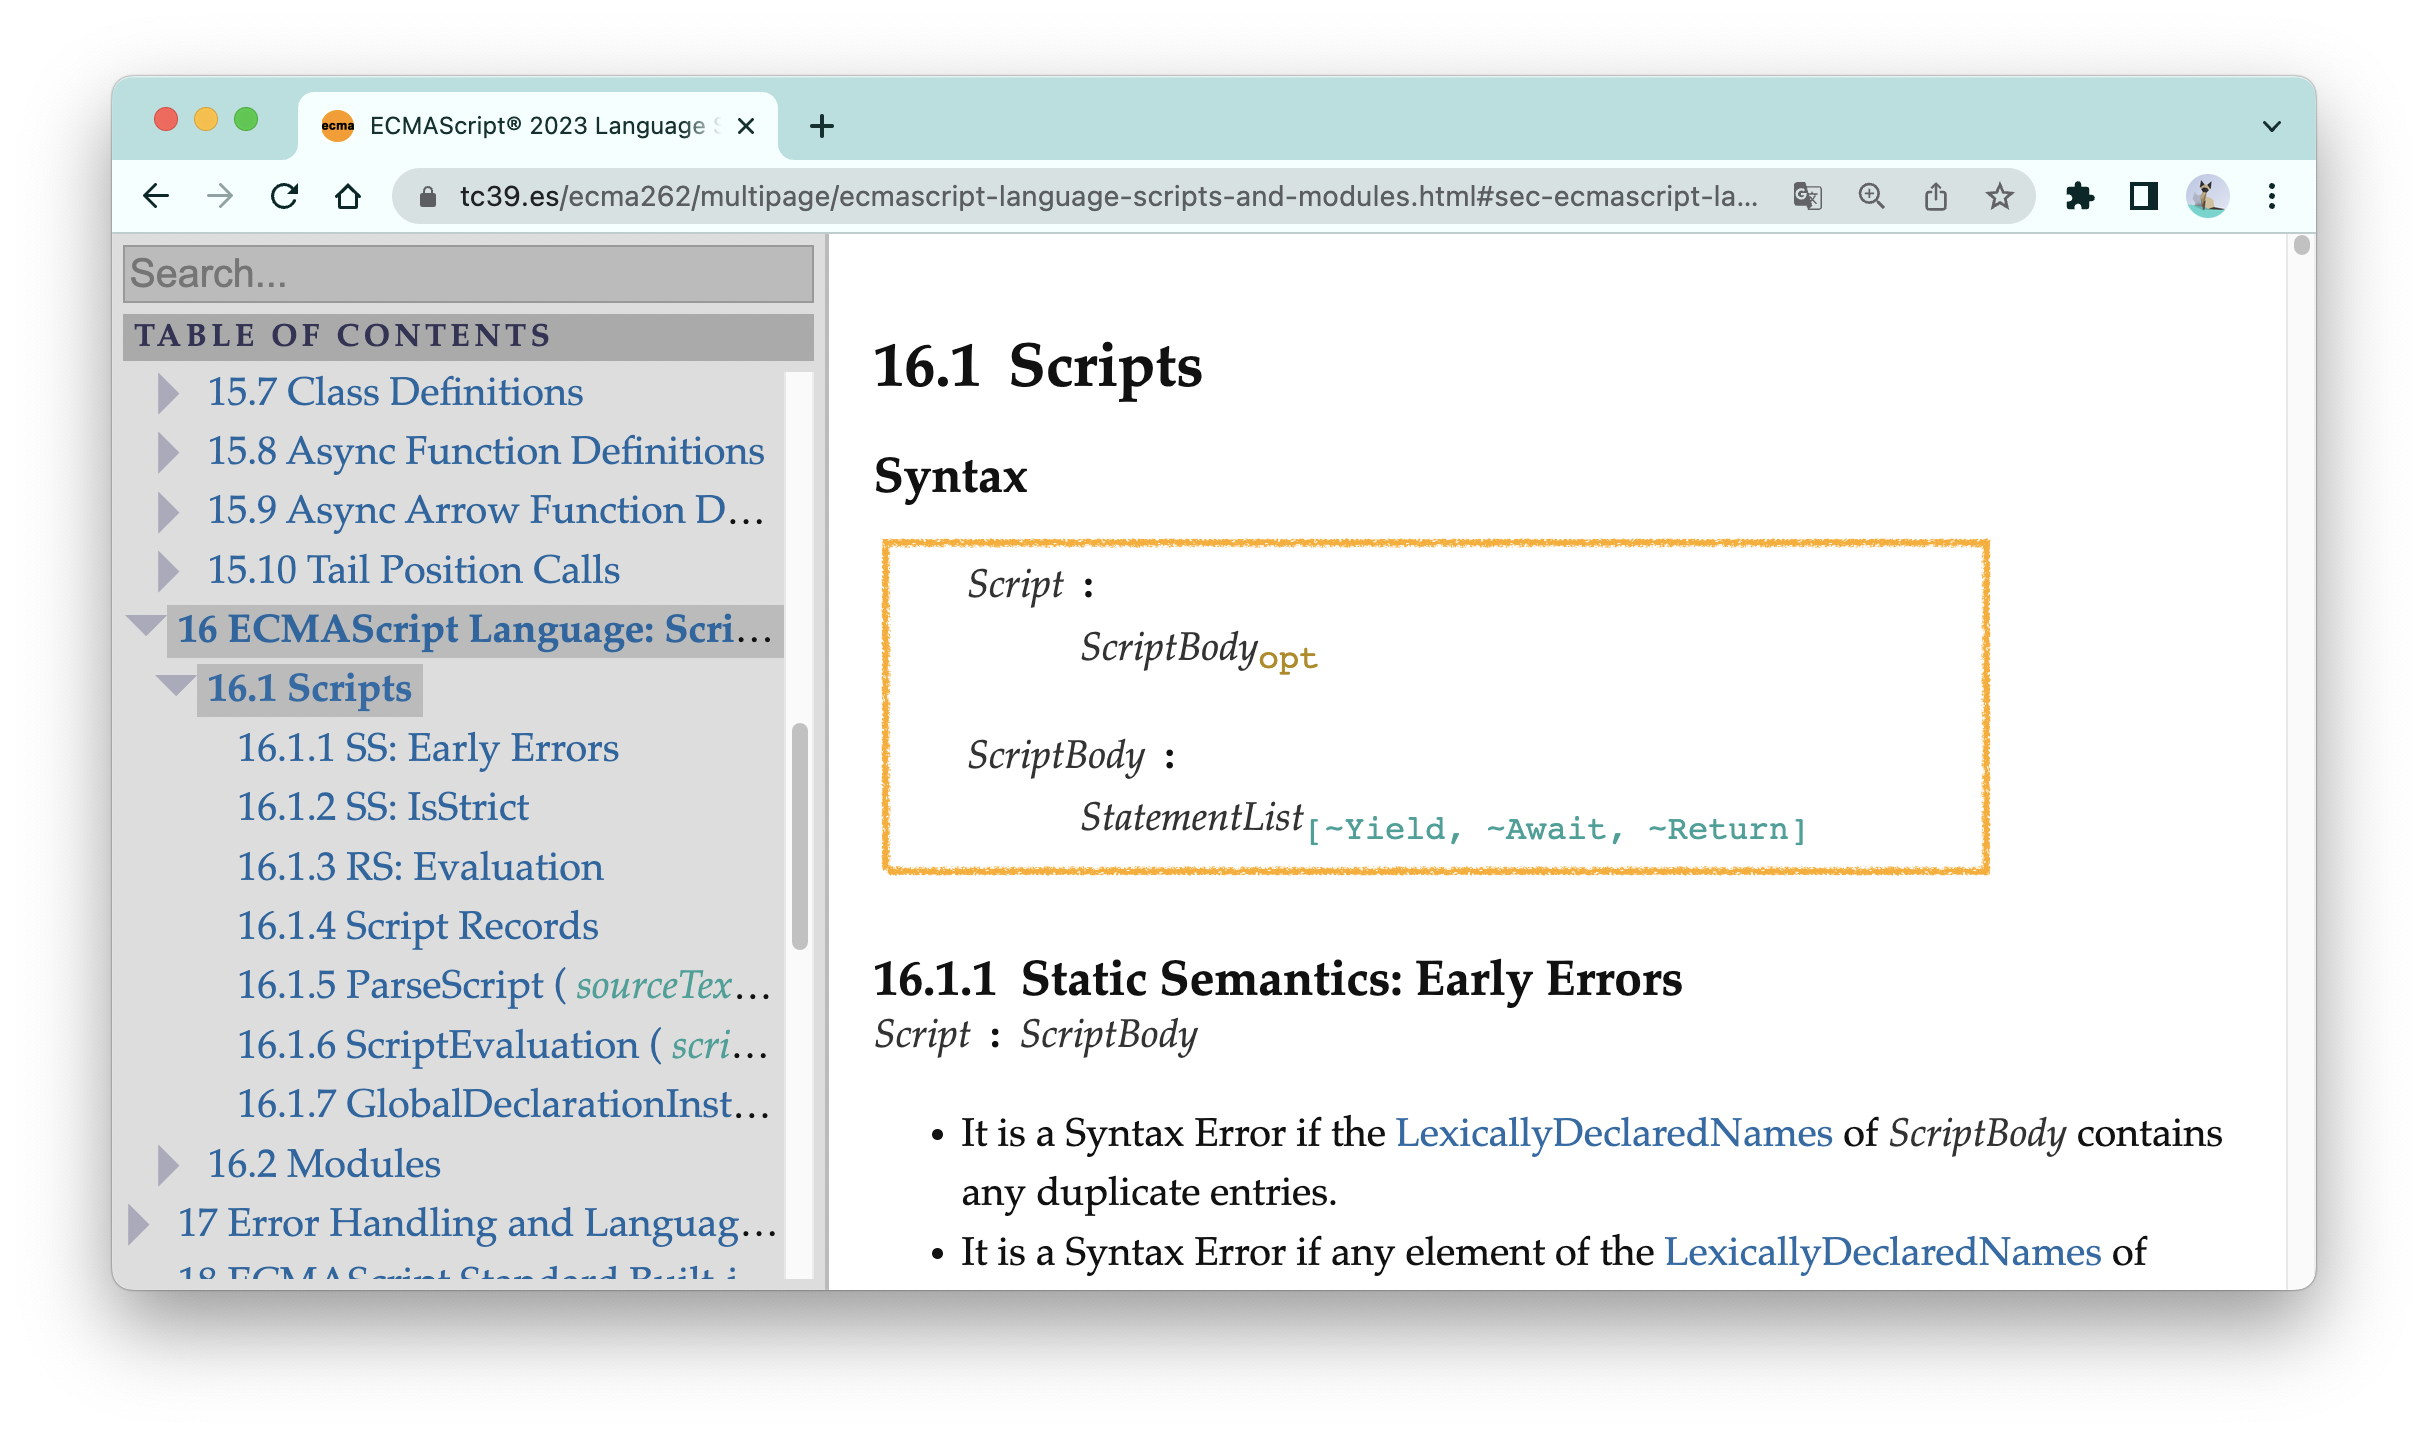 ecma ECMAScript® 2023 Language
tc39.es/ecma262/multipage/ecmascript-language-scripts-and-modules.html#sec-ecmascript-la...
Search...
TABLE OF CONTENTS
15.7 Class Definitions
15.8 Async Function Definitions
15.9 Async Arrow Function D...
15.10 Tail Position Calls
16 ECMAScript Language: Scri...
16.1 Scripts
16.1.1 SS: Early Errors
16.1.2 SS: IsStrict
16.1.3 RS: Evaluation
16.1.4 Script Records
16.1.5 ParseScript ( sourceTex...
16.1.6 ScriptEvaluation ( scri...
16.1.7 GlobalDeclarationInst...
16.2 Modules
17 Error Handling and Languag...
18 ECMAScript Standard Built-i
16.1 Scripts
Syntax
Script :
ScriptBodyopt
ScriptBody :
StatementList[~Yield, ~Await, ~Return]
16.1.1 Static Semantics: Early Errors
Script : ScriptBody
• It is a Syntax Error if the LexicallyDeclaredNames of ScriptBody contains
any duplicate entries.
• It is a Syntax Error if any element of the LexicallyDeclaredNames of